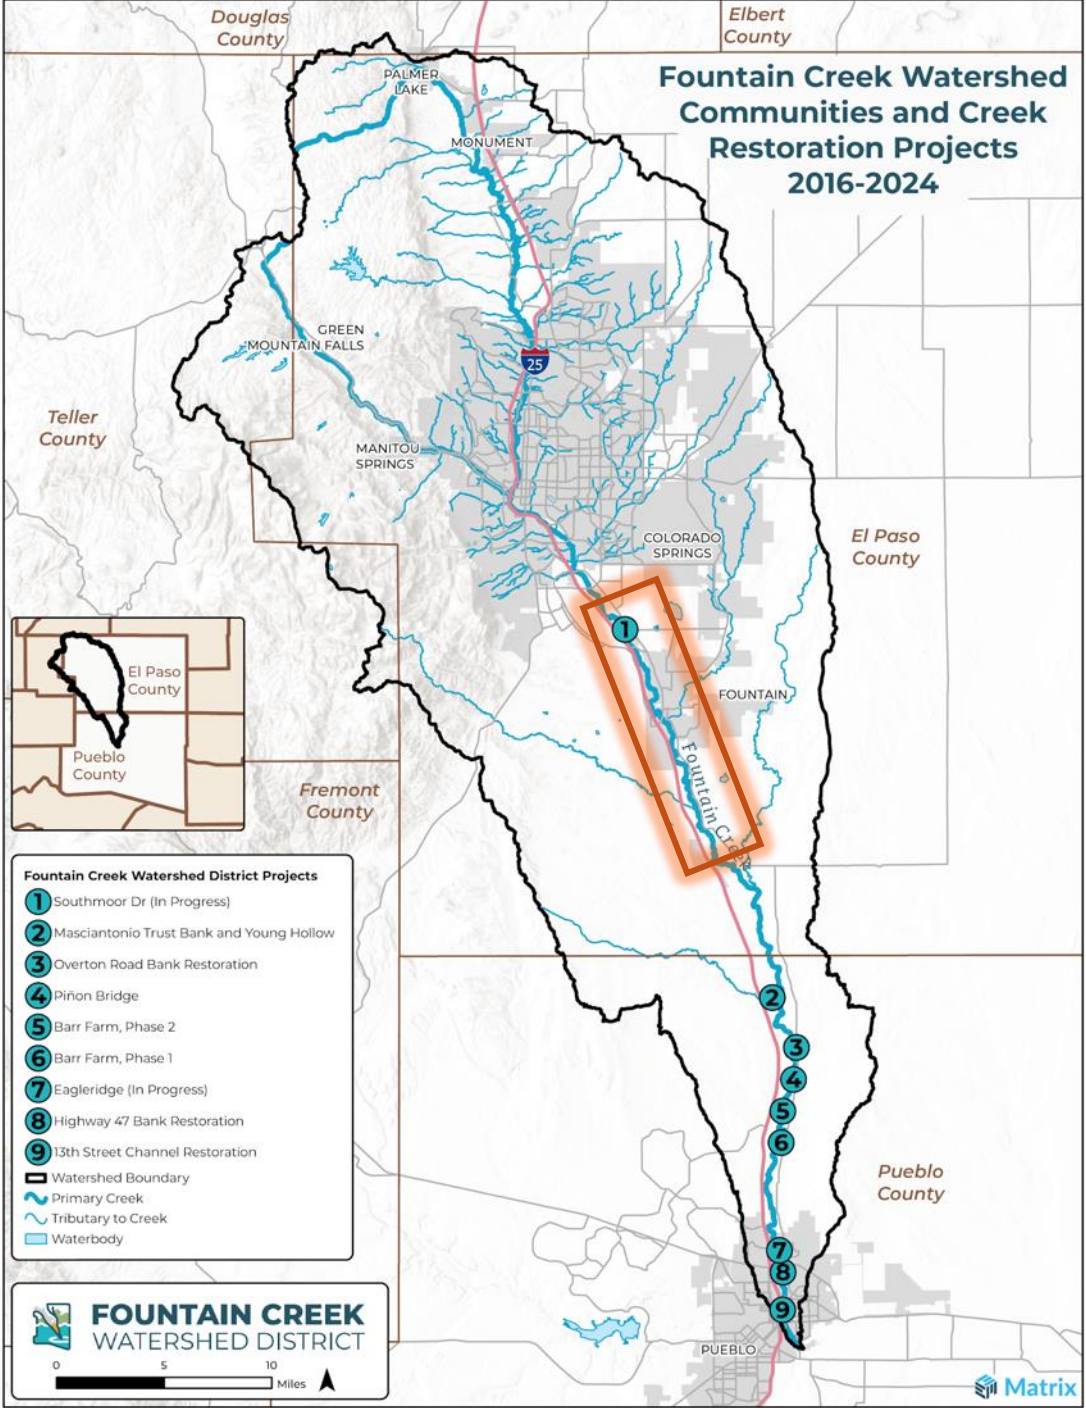 Douglas
County
Elbert
County
Fountain Creek Watershed
Communities and Creek
Restoration Projects
2016-2024
PALMER
LAKE
MONUMENT
GREEN
MOUNTAIN FALLS
25
Teller
County
MANITOU
SPRINGS
COLORADO
SPRINGS
El Paso
County
1
FOUNTAIN
Fountain Creek
El Paso
County
Pueblo
County
Fremont
County
Fountain Creek Watershed District Projects
1 Southmoor Dr (In Progress)
2 Masciantonio Trust Bank and Young Hollow
3 Overton Road Bank Restoration
4 Piñon Bridge
5 Barr Farm, Phase 2
6 Barr Farm, Phase 1
7 Eagleridge (In Progress)
8 Highway 47 Bank Restoration
9 13th Street Channel Restoration
Watershed Boundary
Primary Creek
Tributary to Creek
Waterbody
2
3
4
5
6
Pueblo
County
7
8
9
PUEBLO
FOUNTAIN CREEK
WATERSHED DISTRICT
0 5 10
Miles
Matrix